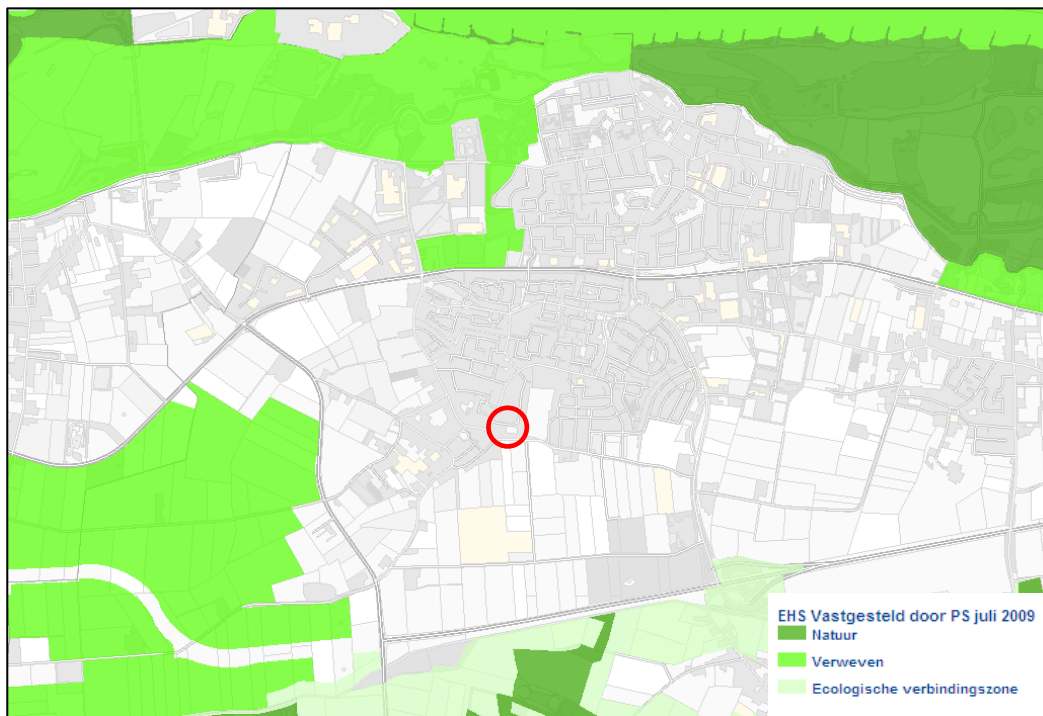 EHS Vastgesteld door PS juli 2009
Natuur
Verweven
Ecologische verbindingszone